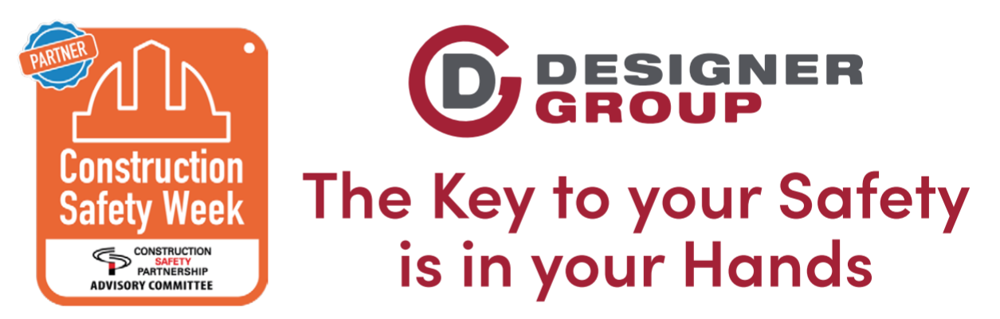 PARTNER
Construction
Safety Week
CONSTRUCTION
SAFETY
PARTNERSHIP
ADVISORY COMMITTEE
DESIGNER
GROUP
The Key to your Safety
is in your Hands